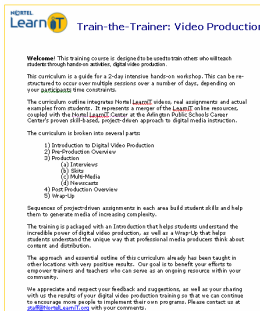 NORTEL
LearniT
Train-the-Trainer: Video Production
Welcome! This training course is designed to be used to train others who will teach
students through hands-on activities, digital video production.
This curriculum is a guide for a 2-day intensive hands-on workshop. This can be re-
structured to occur over multiple sessions over a number of days, depending on
your participants time constraints.
The curriculum outline integrates Nortel LearniT videos, real assignments and actual
examples from students. It represents a merger of the LearniT online resources,
coupled with the Nortel LearniT Center at the Arlington Public Schools Career
Center's proven skill-based, project-driven approach to digital media instruction.
The curriculum is broken into several parts:
1) Introduction to Digital Video Production
2) Pre-Production Overview
3) Production
(a) Interviews
(b) Slots
(c) Multi-Media
(d) Newscasts
4) Post Production Overview
5) Wrap-Up
Sequences of project-driven assignments in each area build student skills and help
them to generate media of increasing complexity.
The training is packaged with an Introduction that helps students understand the
incredible power of digital video production, as well as a Wrap-Up that helps
students understand the unique way that professional media producers think about
content and distribution.
The approach and essential outline of this curriculum already has been taught in
other locations with very positive results. Our goal is to benefit your efforts to
empower trainers and teachers who can serve as an ongoing resource within your
community.
We appreciate and respect your feedback and suggestions, as well as your sharing
with us the results of your digital video production training so that we can continue
to encourage more people to implement their own programs. Please contact us at
staff@NortelLearniT.org with your comments.